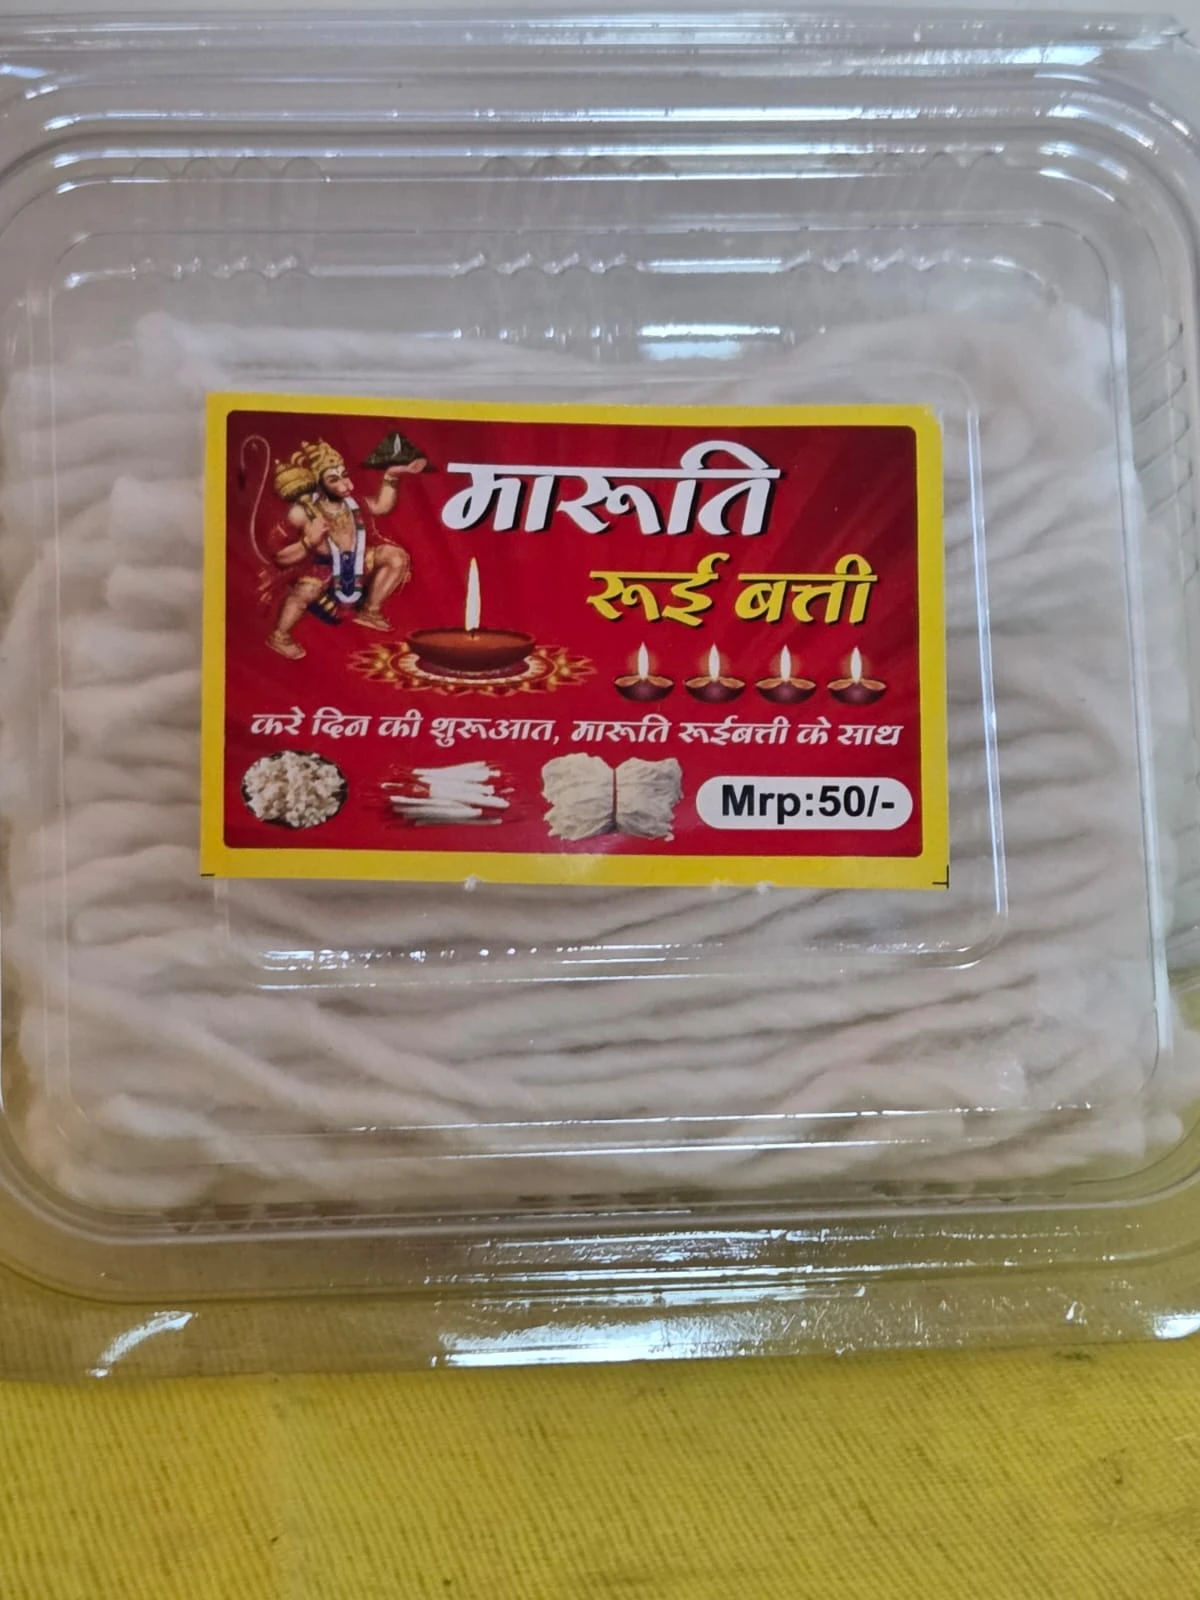 मारूति
रूई बत्ती
करे दिन की शुरूआत, मारूति रूईबत्ती के साथ
Mrp:50/-